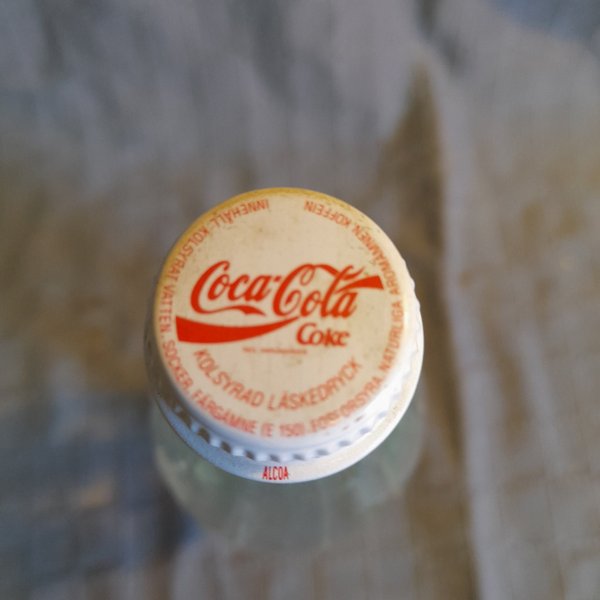 Coca-Cola
Coke
KOLSYRAD LÄSKEDRYCK
INNEHÅLL: KOLSYRAT VATTEN, SOCKER, FÄRGÄMNE (E 150), FOSFORSYRA, NATURLIGA AROMÄMNEN, KOFFEIN
ALCOA